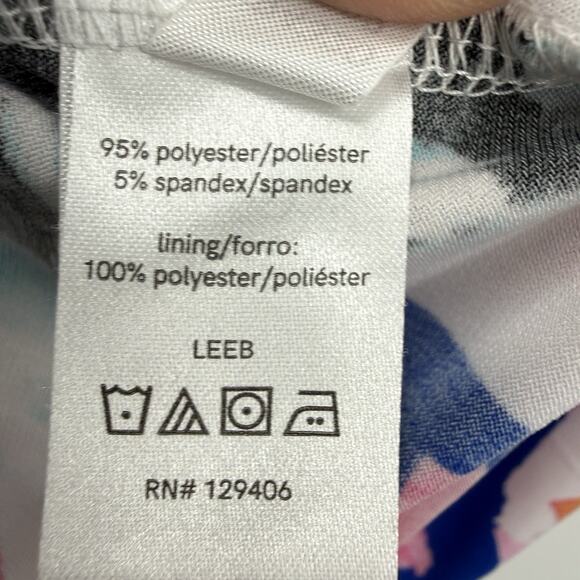 95% polyester/poliéster
5% spandex/spandex
lining/forro:
100% polyester/poliéster
LEEB
RN# 129406